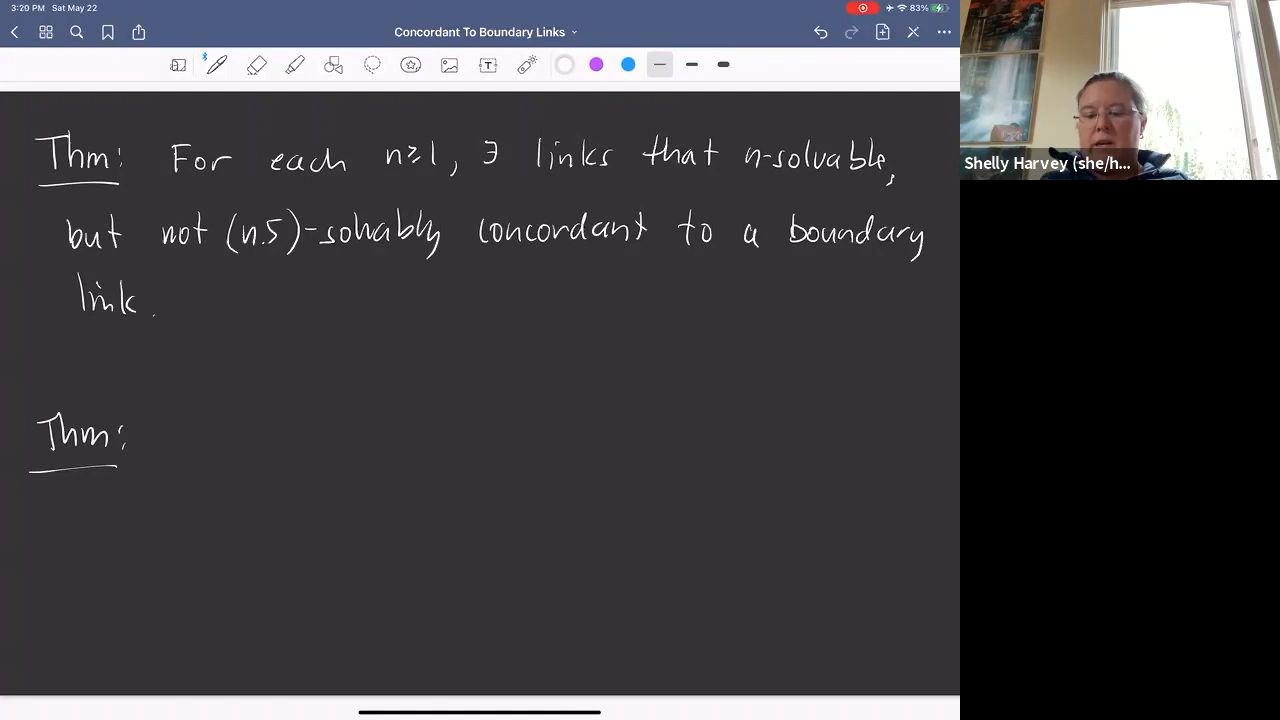 3:20 PM Sat May 22
83%
Concordant To Boundary Links
Thm: For each n≥1, ∃ links that n-solvable,
but not (n.5)-solvably concordant to a boundary
link.
Thm:
Shelly Harvey (she/h...